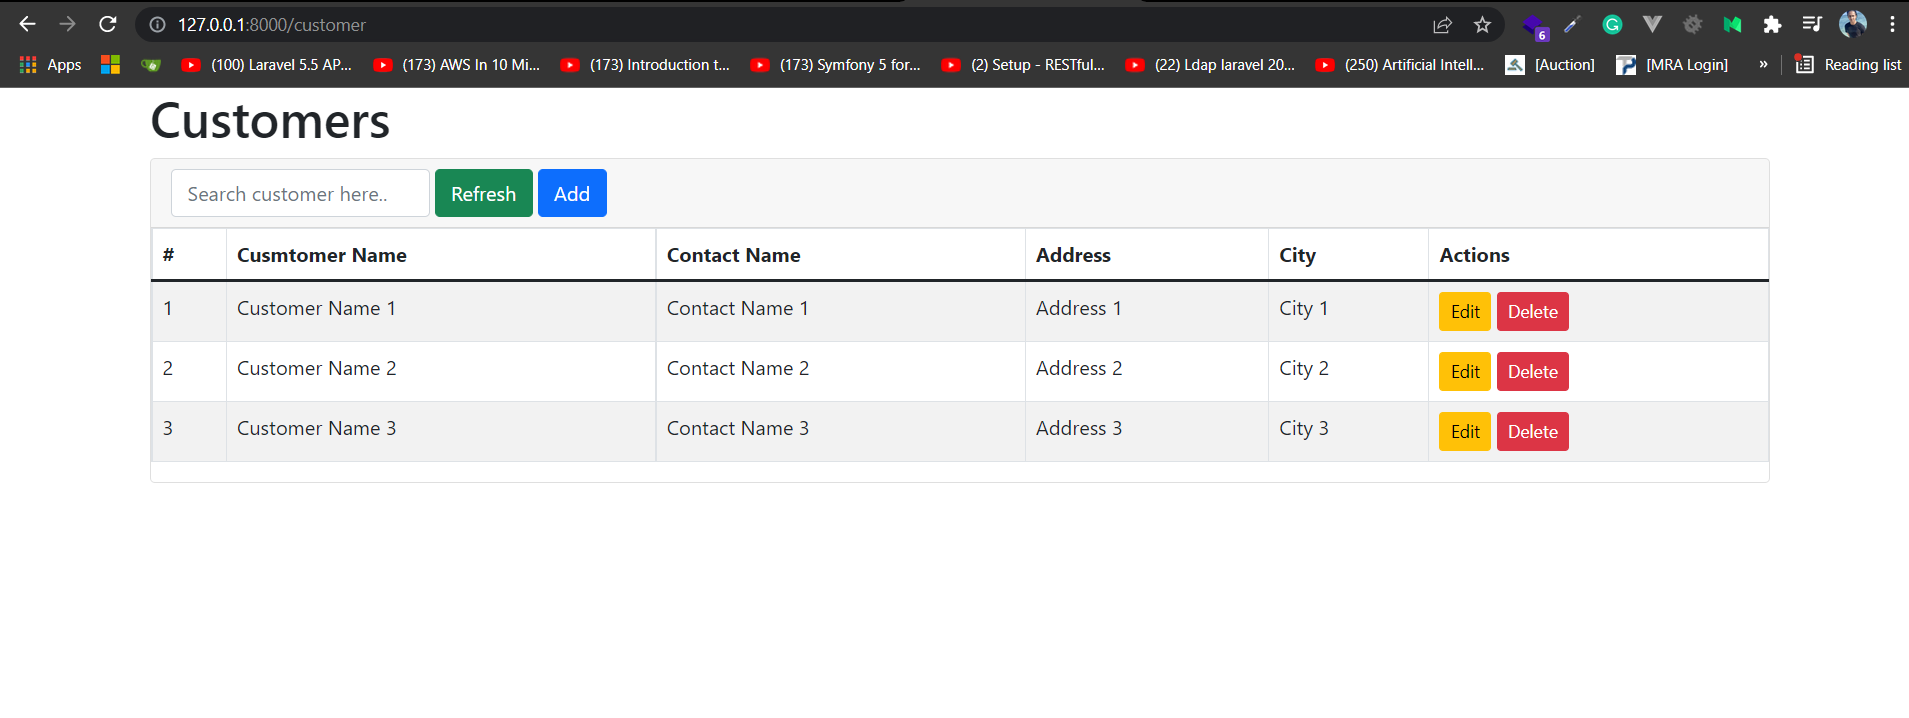 127.0.0.1:8000/customer
6
Apps (100) Laravel 5.5 AP... (173) AWS In 10 Mi... (173) Introduction t... (173) Symfony 5 for... (2) Setup - RESTful... (22) Ldap laravel 20... (250) Artificial Intell... [Auction] [MRA Login] » Reading list
Customers
Search customer here.. Refresh Add
# Cusmtomer Name Contact Name Address City Actions
1 Customer Name 1 Contact Name 1 Address 1 City 1 Edit Delete
2 Customer Name 2 Contact Name 2 Address 2 City 2 Edit Delete
3 Customer Name 3 Contact Name 3 Address 3 City 3 Edit Delete